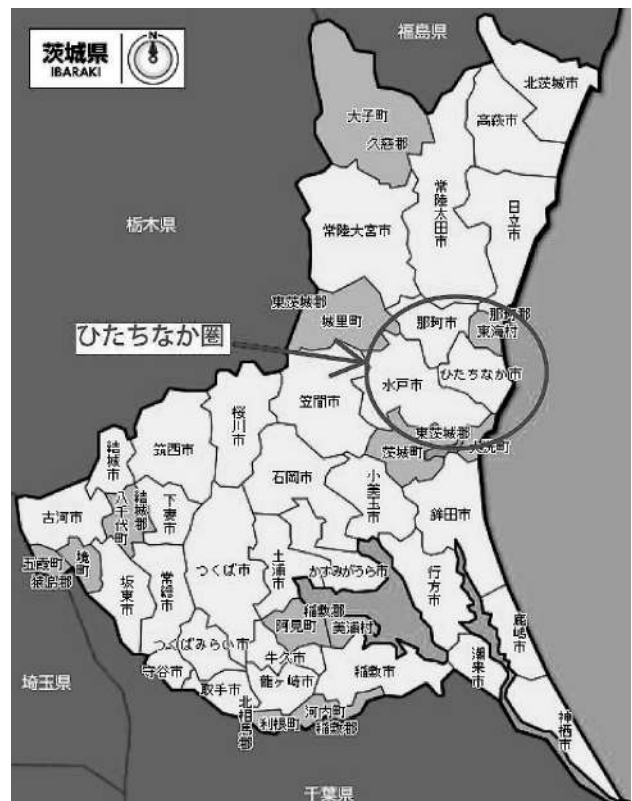 茨城県
IBARAKI
N
福島県
北茨城市
大子町
久慈郡
高萩市
常陸太田市
日立市
栃木県
常陸大宮市
東茨城郡
城里町
那珂市
那珂郡
東海村
ひたちなか圏
水戸市
ひたちなか市
笠間市
桜川市
東茨城郡
茨城町
大洗町
筑西市
結城市
石岡市
小美玉市
鉾田市
古河市
八千代町
結城郡
下妻市
五霞町
猿島郡
境町
坂東市
常総市
つくば市
土浦市
かすみがうら市
行方市
稲敷郡
阿見町
美浦村
鹿嶋市
つくばみらい市
牛久市
守谷市
取手市
龍ヶ崎市
稲敷市
潮来市
埼玉県
北相馬郡
利根町
河内町
稲敷郡
神栖市
千葉県